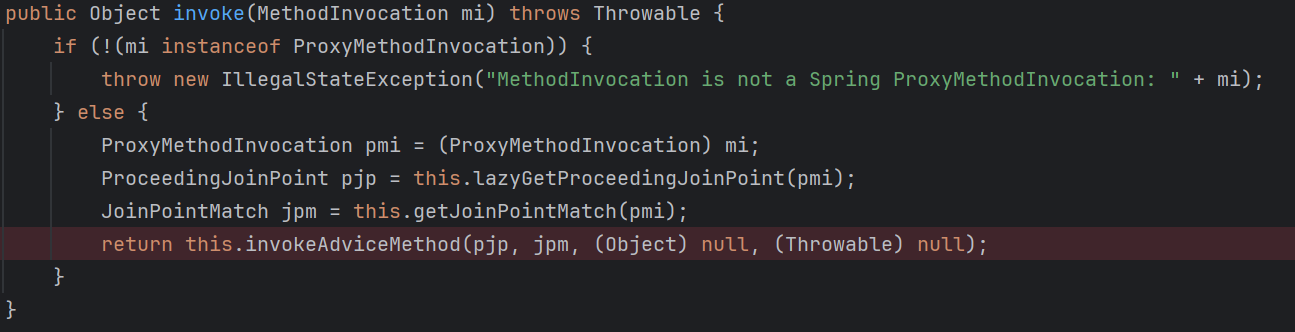 public Object invoke(MethodInvocation mi) throws Throwable {
    if (!(mi instanceof ProxyMethodInvocation)) {
        throw new IllegalStateException("MethodInvocation is not a Spring ProxyMethodInvocation: " + mi);
    } else {
        ProxyMethodInvocation pmi = (ProxyMethodInvocation) mi;
        ProceedingJoinPoint pjp = this.lazyGetProceedingJoinPoint(pmi);
        JoinPointMatch jpm = this.getJoinPointMatch(pmi);
        return this.invokeAdviceMethod(pjp, jpm, (Object) null, (Throwable) null);
    }
}